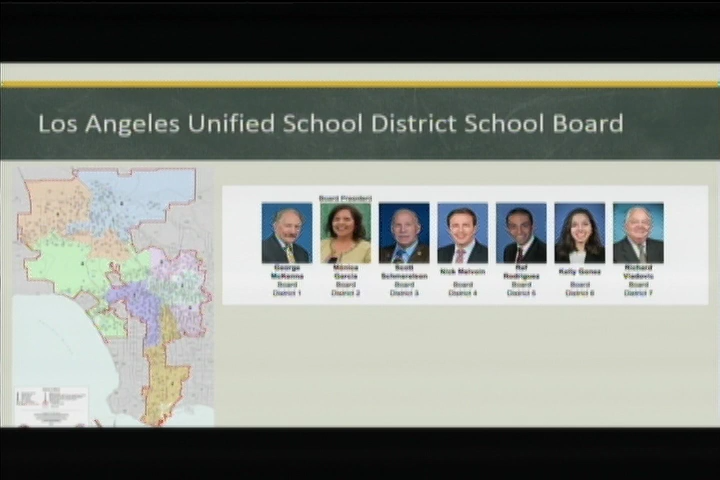 Los Angeles Unified School District School Board
Board President
George
McKenna
Board
District 1
Mónica
Garcia
Board
District 2
Scott
Schmerelson
Board
District 3
Nick Melvoin
Board
District 4
Ref
Rodriguez
Board
District 5
Kelly Gonez
Board
District 6
Richard
Vladovic
Board
District 7